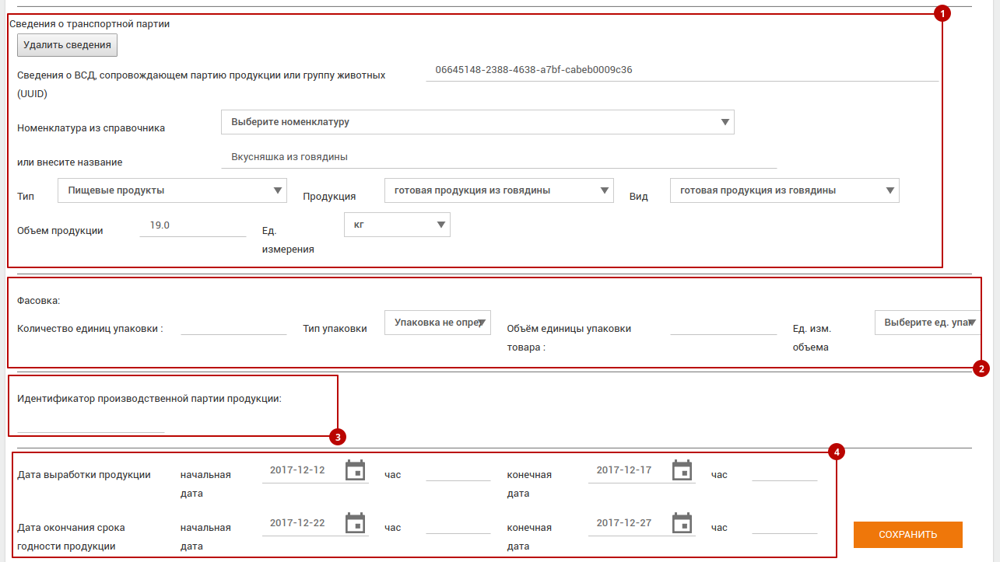 1
Сведения о транспортной партии
Удалить сведения
Сведения о ВСД, сопровождающем партию продукции или группу животных
(UUID)
06645148-2388-4638-a7bf-cabeb0009c36
Номенклатура из справочника
Выберите номенклатуру
или внесите название
Вкусняшка из говядины
Тип
Пищевые продукты
Продукция
готовая продукция из говядины
Вид
готовая продукция из говядины
Объем продукции
19.0
Ед.
измерения
кг
Фасовка:
Количество единиц упаковки :
Тип упаковки
Упаковка не опред
Объём единицы упаковки
товара :
Ед. изм.
объема
Выберите ед. упак
2
Идентификатор производственной партии продукции:
3
4
Дата выработки продукции
начальная
дата
2017-12-12
час
конечная
дата
2017-12-17
час
Дата окончания срока
годности продукции
начальная
дата
2017-12-22
час
конечная
дата
2017-12-27
час
СОХРАНИТЬ